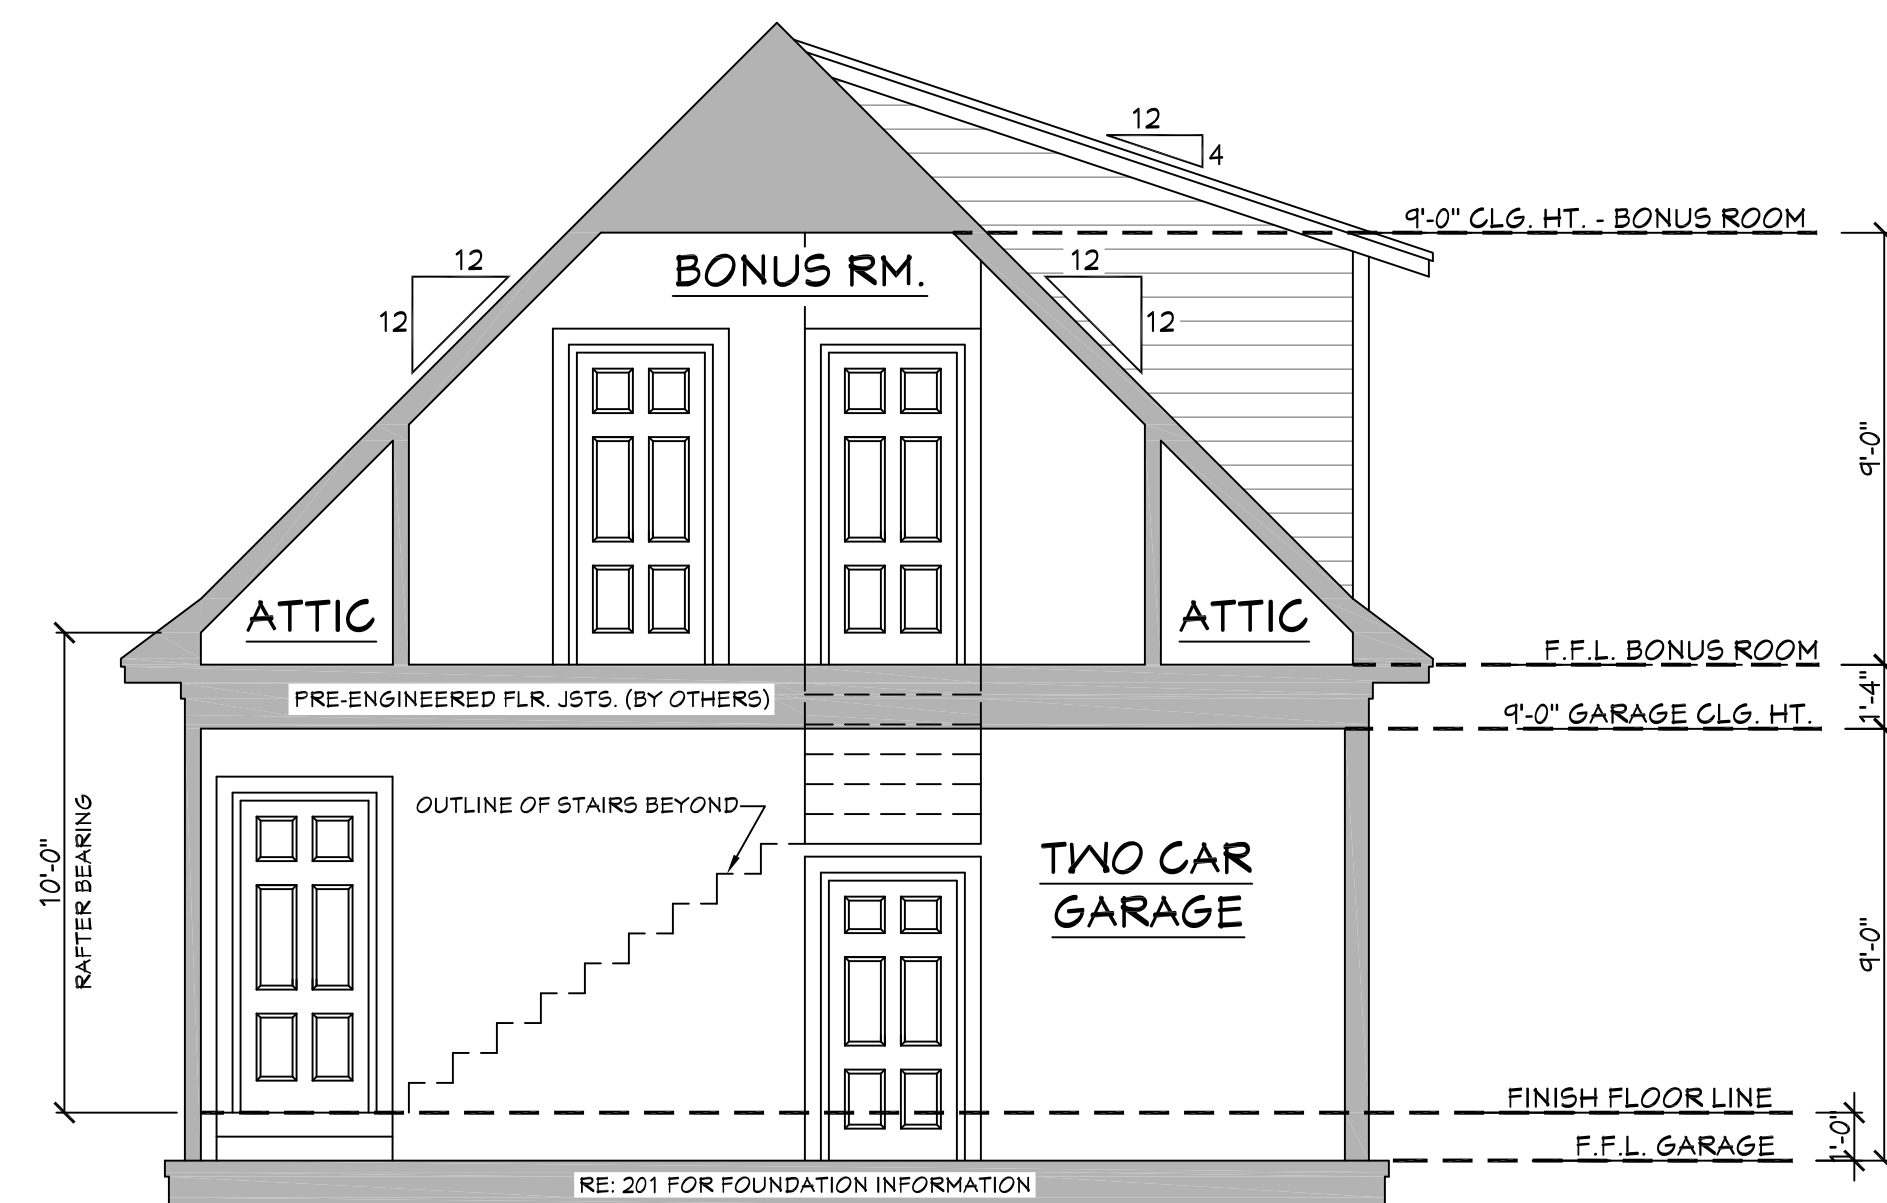 12
4
9'-0" CLG. HT. - BONUS ROOM
12
BONUS RM.
12
12
12
9'-0"
ATTIC
ATTIC
F.F.L. BONUS ROOM
PRE-ENGINEERED FLR. JSTS. (BY OTHERS)
1'-4"
9'-0" GARAGE CLG. HT.
OUTLINE OF STAIRS BEYOND
10'-0"
RAFTER BEARING
TWO CAR
GARAGE
9'-0"
FINISH FLOOR LINE
1'-0"
F.F.L. GARAGE
RE: 201 FOR FOUNDATION INFORMATION